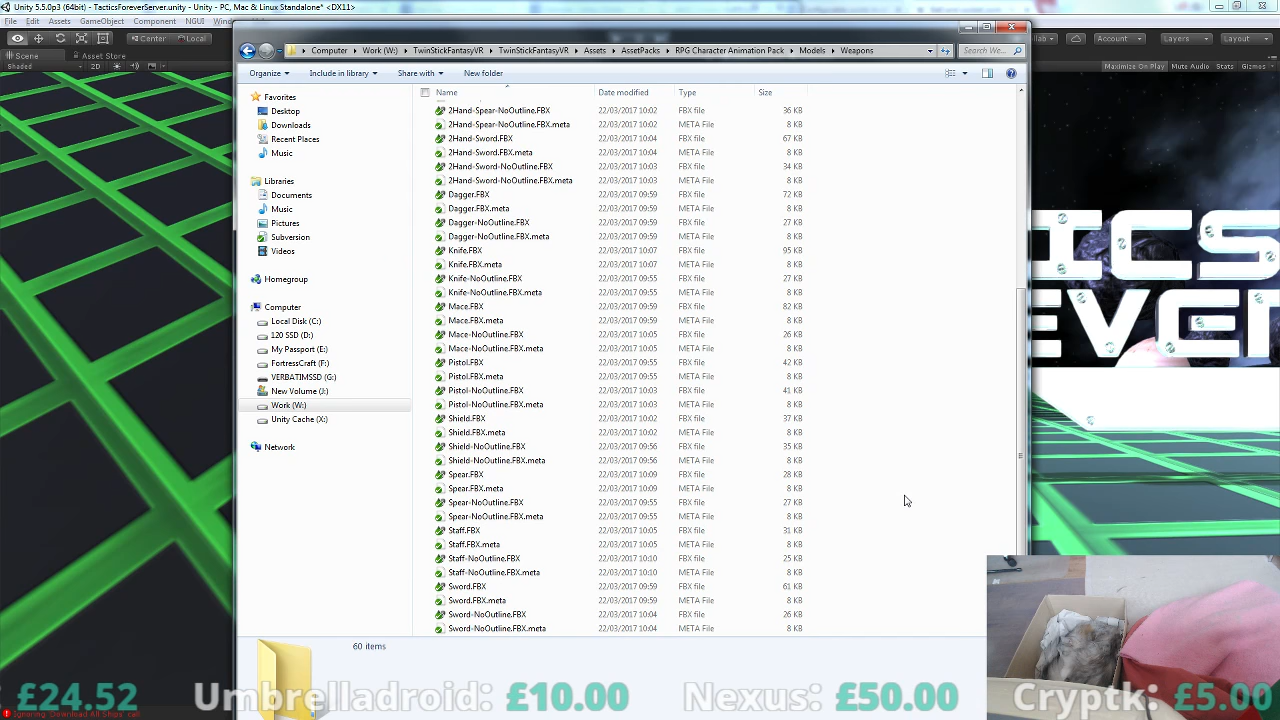 Unity 5.5.0p3 (64bit) - TacticsForeverServer.unity - Unity - PC, Mac & Linux Standalone* <DX11>
File Edit Assets GameObject Component NGUI
Center Local
Account Layers Layout
Scene Asset Store
Shaded 2D
Maximize On Play Mute Audio Stats Gizmos
Computer Work (W:) TwinStickFantasyVR TwinStickFantasyVR Assets AssetPacks RPG Character Animation Pack Models Weapons
Search We...
Organize Include in library Share with New folder
Name Date modified Type Size
Favorites
Desktop
Downloads
Recent Places
Music
Libraries
Documents
Music
Pictures
Subversion
Videos
Homegroup
Computer
Local Disk (C:)
120 SSD (D:)
My Passport (E:)
FortressCraft (F:)
VERBATIMSSD (G:)
New Volume (J:)
Work (W:)
Unity Cache (X:)
Network
2Hand-Spear-NoOutline.FBX 22/03/2017 10:02 FBX file 36 KB
2Hand-Spear-NoOutline.FBX.meta 22/03/2017 10:02 META File 8 KB
2Hand-Sword.FBX 22/03/2017 10:04 FBX file 67 KB
2Hand-Sword.FBX.meta 22/03/2017 10:04 META File 8 KB
2Hand-Sword-NoOutline.FBX 22/03/2017 10:03 FBX file 34 KB
2Hand-Sword-NoOutline.FBX.meta 22/03/2017 10:03 META File 8 KB
Dagger.FBX 22/03/2017 09:59 FBX file 72 KB
Dagger.FBX.meta 22/03/2017 09:59 META File 8 KB
Dagger-NoOutline.FBX 22/03/2017 09:59 FBX file 27 KB
Dagger-NoOutline.FBX.meta 22/03/2017 09:59 META File 8 KB
Knife.FBX 22/03/2017 10:07 FBX file 95 KB
Knife.FBX.meta 22/03/2017 10:07 META File 8 KB
Knife-NoOutline.FBX 22/03/2017 09:55 FBX file 27 KB
Knife-NoOutline.FBX.meta 22/03/2017 09:55 META File 8 KB
Mace.FBX 22/03/2017 09:59 FBX file 82 KB
Mace.FBX.meta 22/03/2017 09:59 META File 8 KB
Mace-NoOutline.FBX 22/03/2017 10:05 FBX file 26 KB
Mace-NoOutline.FBX.meta 22/03/2017 10:05 META File 8 KB
Pistol.FBX 22/03/2017 09:55 FBX file 42 KB
Pistol.FBX.meta 22/03/2017 09:55 META File 8 KB
Pistol-NoOutline.FBX 22/03/2017 10:03 FBX file 41 KB
Pistol-NoOutline.FBX.meta 22/03/2017 10:03 META File 8 KB
Shield.FBX 22/03/2017 10:02 FBX file 37 KB
Shield.FBX.meta 22/03/2017 10:02 META File 8 KB
Shield-NoOutline.FBX 22/03/2017 09:56 FBX file 35 KB
Shield-NoOutline.FBX.meta 22/03/2017 09:56 META File 8 KB
Spear.FBX 22/03/2017 10:09 FBX file 28 KB
Spear.FBX.meta 22/03/2017 10:09 META File 8 KB
Spear-NoOutline.FBX 22/03/2017 09:55 FBX file 27 KB
Spear-NoOutline.FBX.meta 22/03/2017 09:55 META File 8 KB
Staff.FBX 22/03/2017 10:05 FBX file 31 KB
Staff.FBX.meta 22/03/2017 10:05 META File 8 KB
Staff-NoOutline.FBX 22/03/2017 10:10 FBX file 25 KB
Staff-NoOutline.FBX.meta 22/03/2017 10:10 META File 8 KB
Sword.FBX 22/03/2017 09:59 FBX file 61 KB
Sword.FBX.meta 22/03/2017 09:59 META File 8 KB
Sword-NoOutline.FBX 22/03/2017 10:04 FBX file 26 KB
Sword-NoOutline.FBX.meta 22/03/2017 10:04 META File 8 KB
60 items
ICS
EVE
£24.52 Umbrelladroid: £10.00 Nexus: £50.00 Cryptk: £5.00
Ignoring 'Download All Ships' call